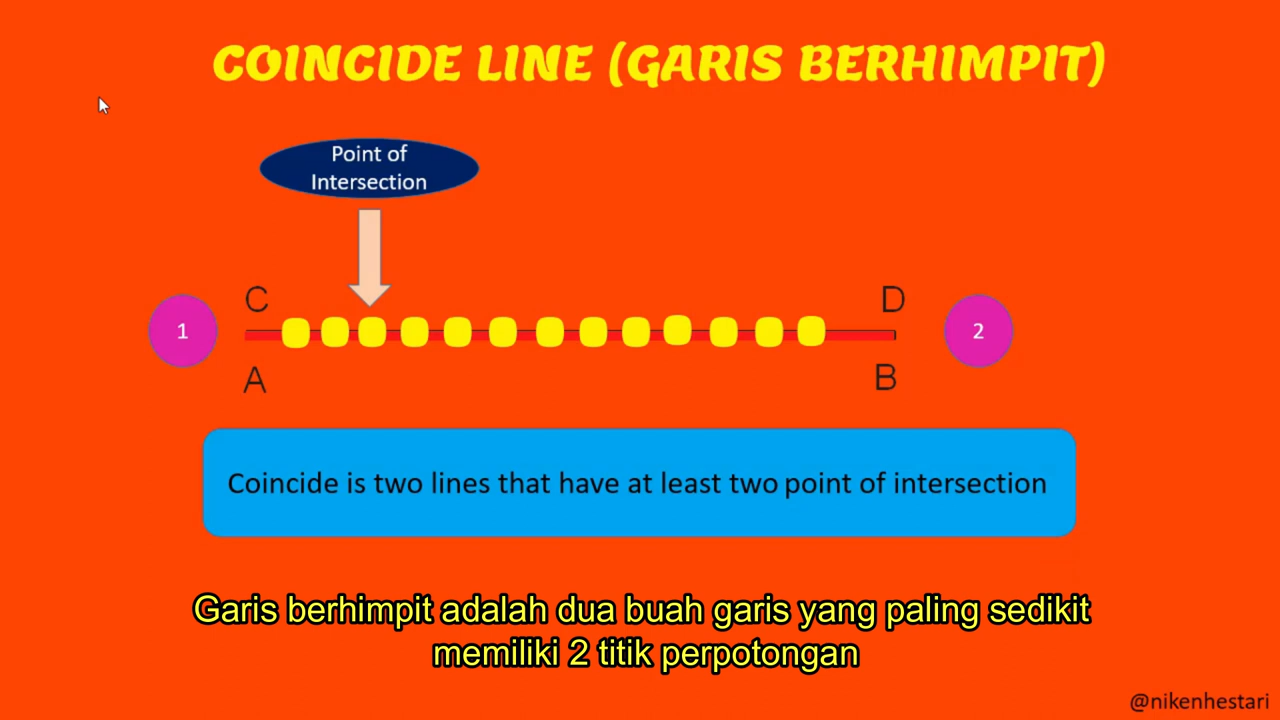 COINCIDE LINE (GARIS BERHIMPIT)
Point of
Intersection
C
D
1
2
A
B
Coincide is two lines that have at least two point of intersection
Garis berhimpit adalah dua buah garis yang paling sedikit
memiliki 2 titik perpotongan
@nikenhestari